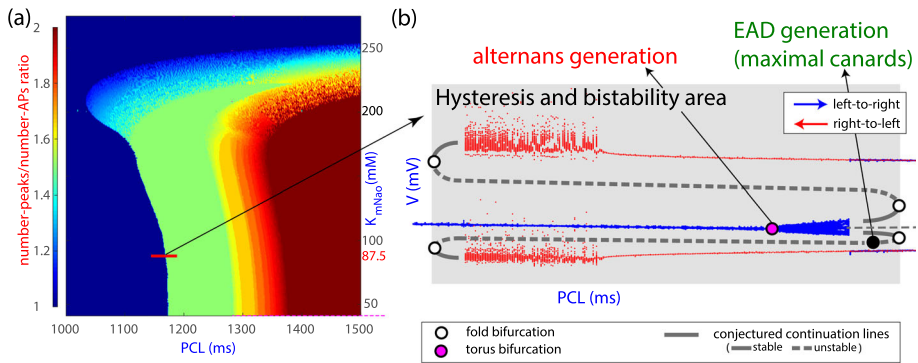 (a)
number-peaks/number-APs ratio
2
1.8
1.6
1.4
1.2
1
1000
1100
1200
1300
1400
1500
PCL (ms)
250
200
100
87.5
50
K mNao (mM)
(b)
alternans generation
EAD generation
(maximal canards)
Hysteresis and bistability area
left-to-right
right-to-left
V (mV)
PCL (ms)
fold bifurcation
torus bifurcation
conjectured continuation lines
( stable unstable )